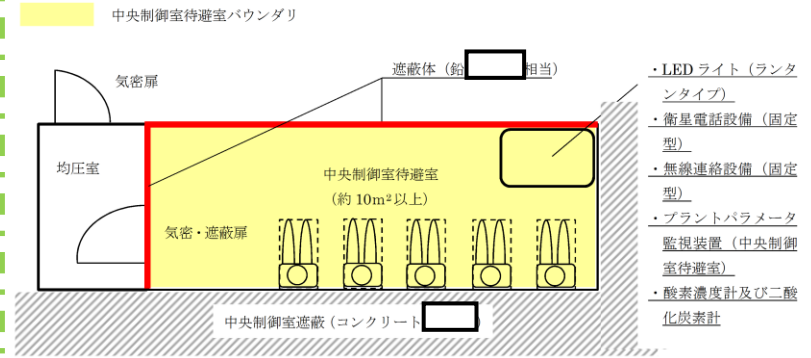 中央制御室待避室バウンダリ
気密扉
遮蔽体（鉛　　　相当）
均圧室
中央制御室待避室
（約 10m²以上）
気密・遮蔽扉
中央制御室遮蔽（コンクリート　　　）
・LED ライト（ランタ
ンタイプ）
・衛星電話設備（固定
型）
・無線連絡設備（固定
型）
・プラントパラメータ
監視装置（中央制御
室待避室）
・酸素濃度計及び二酸
化炭素計